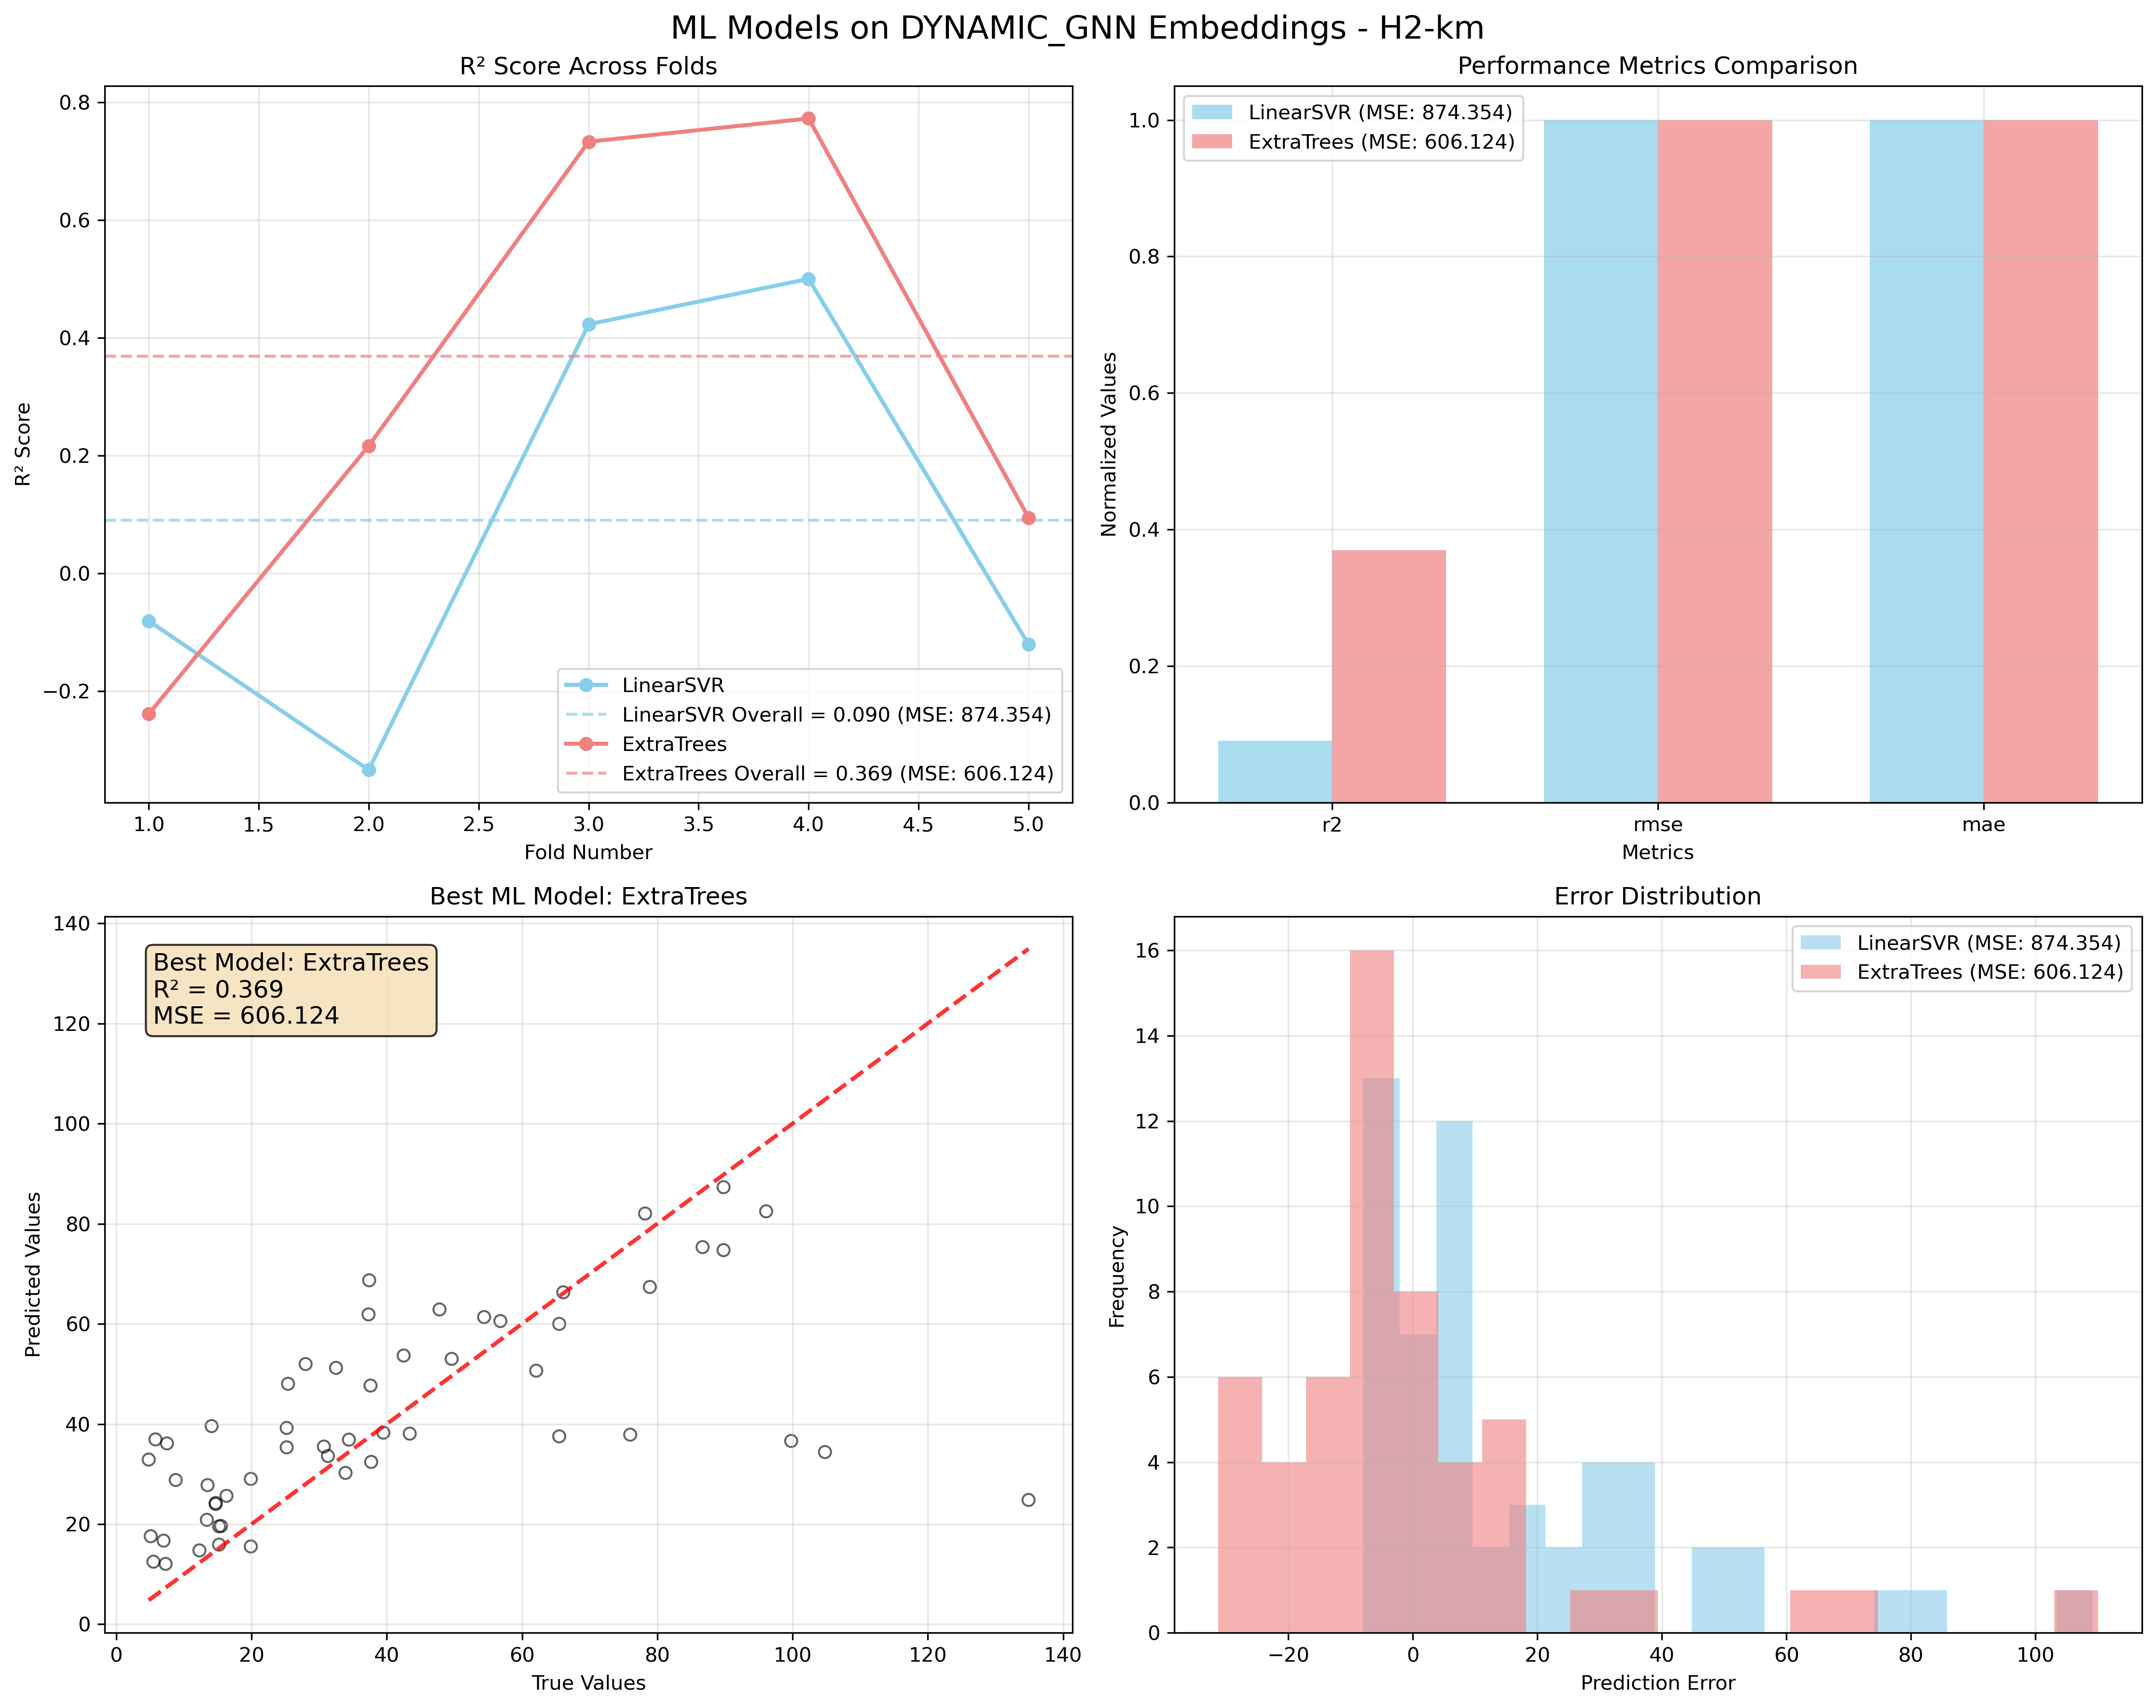 ML Models on DYNAMIC_GNN Embeddings - H2-km
R² Score Across Folds
0.8
0.6
0.4
0.2
0.0
−0.2
R² Score
LinearSVR
LinearSVR Overall = 0.090 (MSE: 874.354)
ExtraTrees
ExtraTrees Overall = 0.369 (MSE: 606.124)
1.0 1.5 2.0 2.5 3.0 3.5 4.0 4.5 5.0
Fold Number
Performance Metrics Comparison
LinearSVR (MSE: 874.354)
ExtraTrees (MSE: 606.124)
1.0
0.8
0.6
0.4
0.2
0.0
Normalized Values
r2 rmse mae
Metrics
Best ML Model: ExtraTrees
Best Model: ExtraTrees
R² = 0.369
MSE = 606.124
140
120
100
80
60
40
20
0
Predicted Values
0 20 40 60 80 100 120 140
True Values
Error Distribution
LinearSVR (MSE: 874.354)
ExtraTrees (MSE: 606.124)
16
14
12
10
8
6
4
2
0
Frequency
−20 0 20 40 60 80 100
Prediction Error